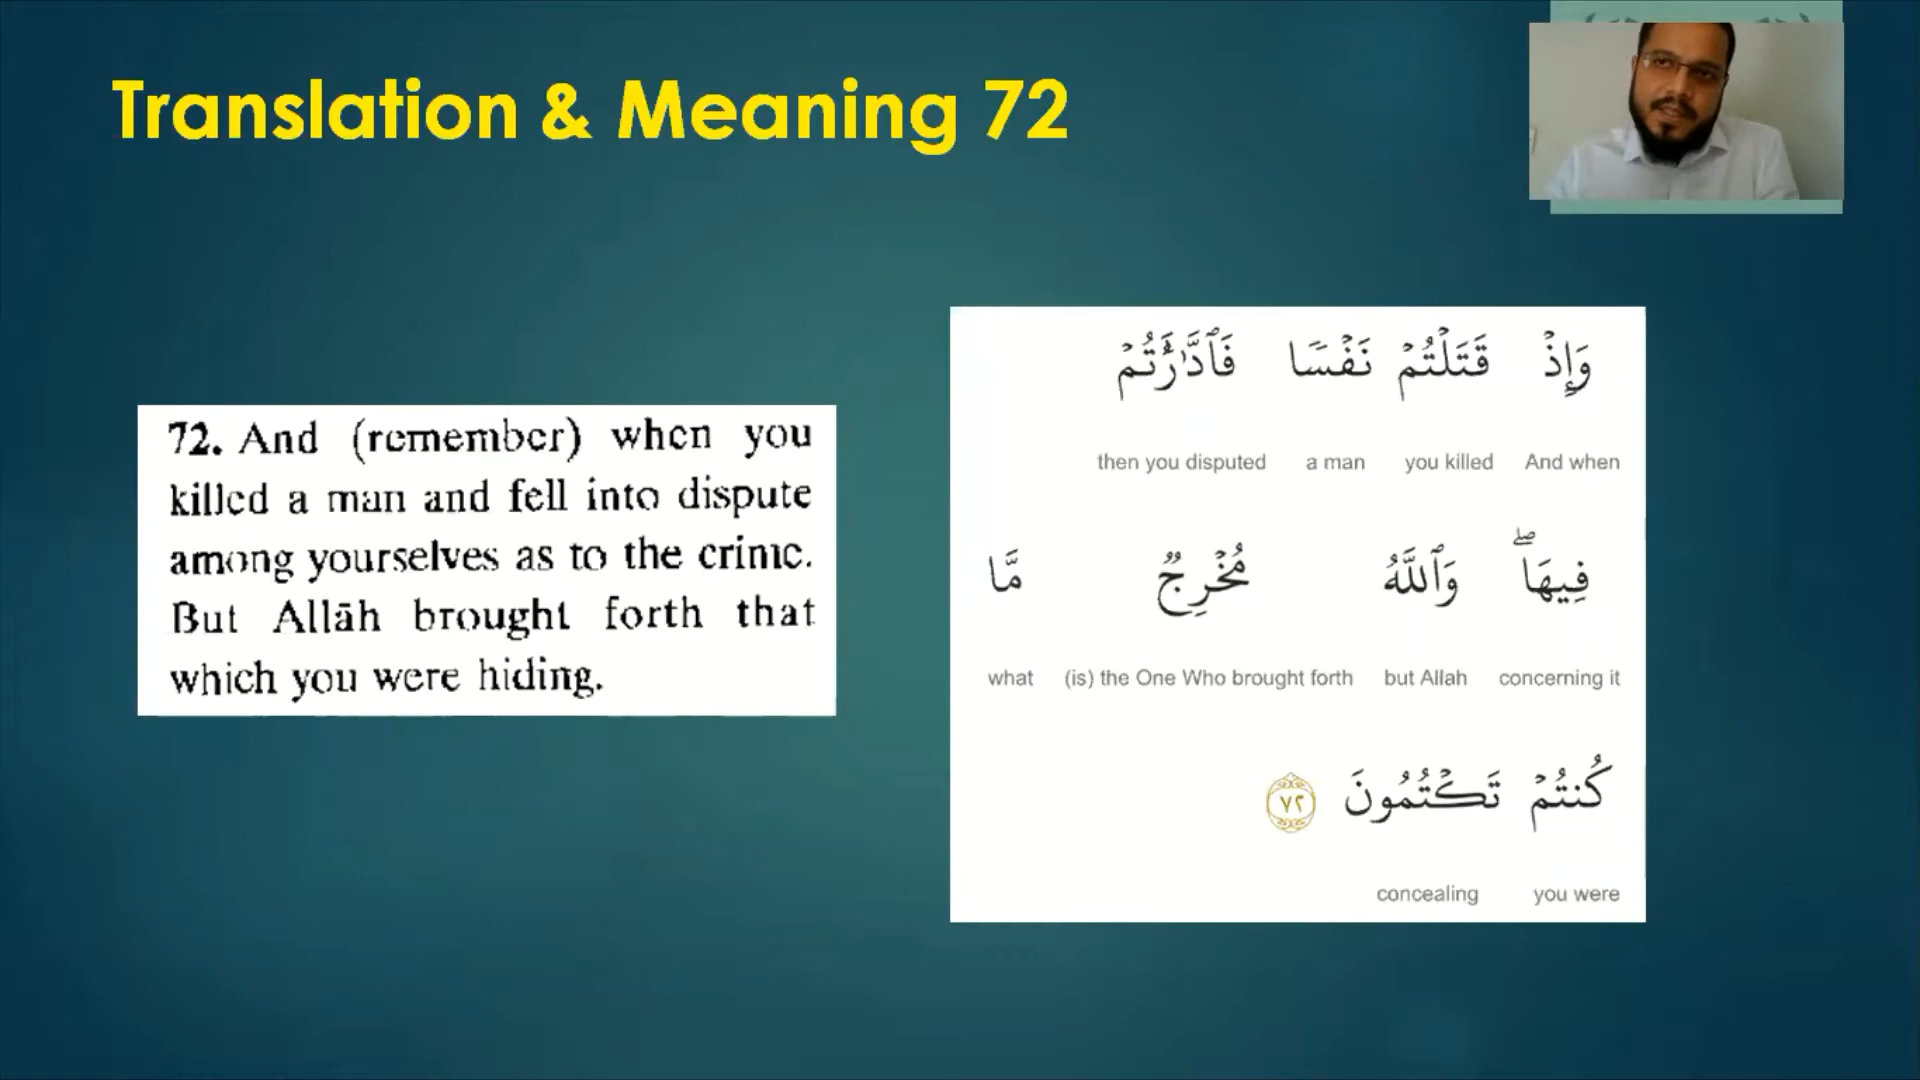 Translation & Meaning 72
72. And (remember) when you
killed a man and fell into dispute
among yourselves as to the crime.
But Allāh brought forth that
which you were hiding.
وَإِذْ قَتَلْتُمْ نَفْسًا فَٱدَّٰرَْٰٔتُمْ
then you disputed a man you killed And when
فِيهَا ۖ وَٱللَّهُ مُخْرِجٌ مَّا
what (is) the One Who brought forth but Allah concerning it
كُنتُمْ تَكْتُمُونَ ٧٢
concealing you were